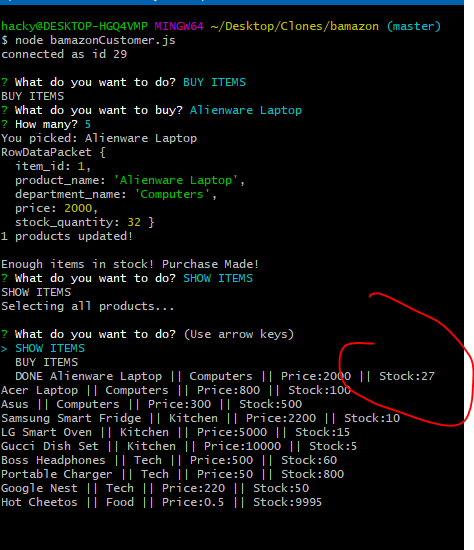 hacky@DESKTOP-HGQ4VMP MINGW64 ~/Desktop/Clones/bamazon (master)
$ node bamazonCustomer.js
connected as id 29
? What do you want to do? BUY ITEMS
BUY ITEMS
? What do you want to buy? Alienware Laptop
? How many? 5
You picked: Alienware Laptop
RowDataPacket {
  item_id: 1,
  product_name: 'Alienware Laptop',
  department_name: 'Computers',
  price: 2000,
  stock_quantity: 32 }
1 products updated!
Enough items in stock! Purchase Made!
? What do you want to do? SHOW ITEMS
SHOW ITEMS
Selecting all products...
? What do you want to do? (Use arrow keys)
> SHOW ITEMS
  BUY ITEMS
  DONE Alienware Laptop || Computers || Price:2000 || Stock:27
Acer Laptop || Computers || Price:800 || Stock:100
Asus || Computers || Price:300 || Stock:500
Samsung Smart Fridge || Kitchen || Price:2200 || Stock:10
LG Smart Oven || Kitchen || Price:5000 || Stock:15
Gucci Dish Set || Kitchen || Price:10000 || Stock:5
Boss Headphones || Tech || Price:500 || Stock:60
Portable Charger || Tech || Price:50 || Stock:800
Google Nest || Tech || Price:220 || Stock:50
Hot Cheetos || Food || Price:0.5 || Stock:9995